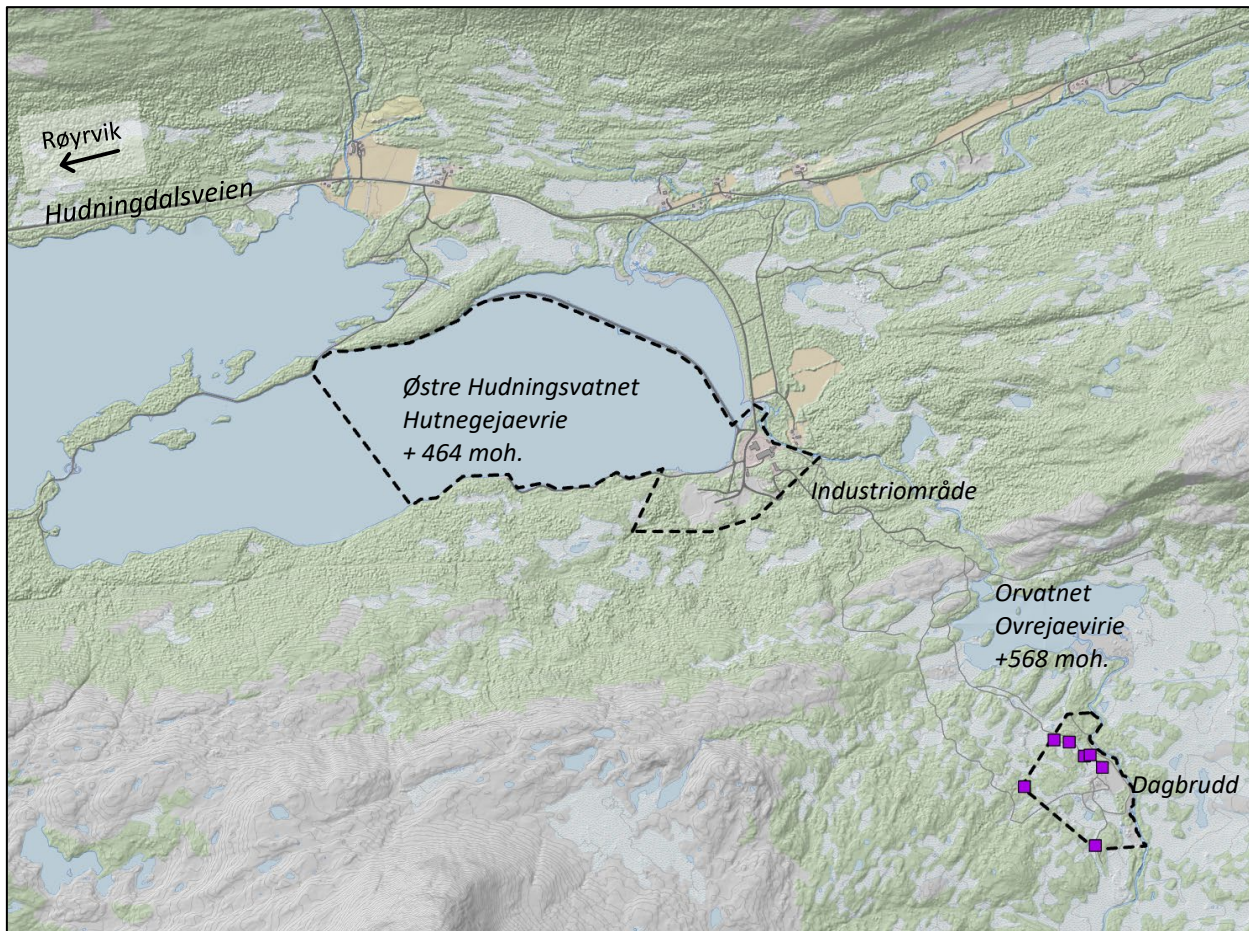 Røyrvik
Hudningdalsveien
Østre Hudningsvatnet
Hutnegejaevrie
+ 464 moh.
Industriområde
Orvatnet
Ovrejaevirie
+568 moh.
Dagbrudd